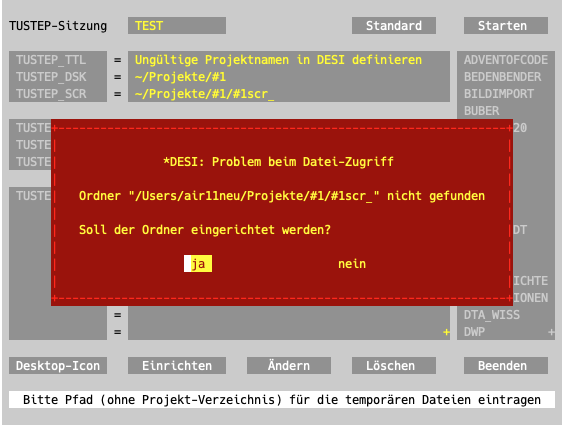 TUSTEP-Sitzung TEST Standard Starten
TUSTEP_TTL = Ungültige Projektnamen in DESI definieren ADVENTOFCODE
TUSTEP_DSK = ~/Projekte/#1 BEDENBENDER
TUSTEP_SCR = ~/Projekte/#1/#1scr_ BILDIMPORT
BUBER
TUSTE 20
TUSTE
TUSTE *DESI: Problem beim Datei-Zugriff
TUSTE Ordner "/Users/air11neu/Projekte/#1/#1scr_" nicht gefunden
Soll der Ordner eingerichtet werden? DT
ja nein
ICHTE
IONEN
= DTA_WISS
= + DWP +
Desktop-Icon Einrichten Ändern Löschen Beenden
Bitte Pfad (ohne Projekt-Verzeichnis) für die temporären Dateien eintragen